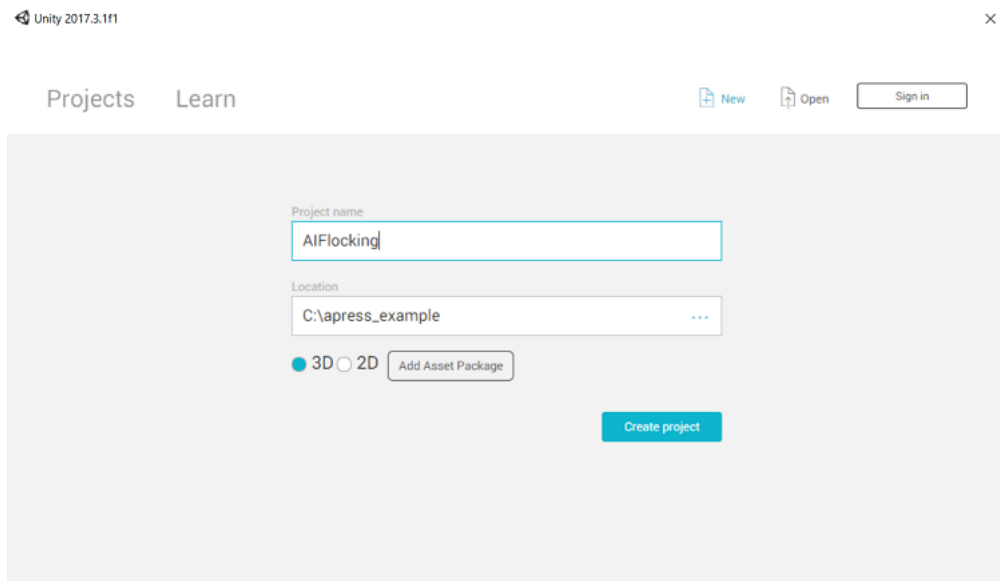 Unity 2017.3.1f1
Projects Learn New Open Sign in
Project name
AIFlocking
Location
C:\apress_example
3D 2D Add Asset Package
Create project